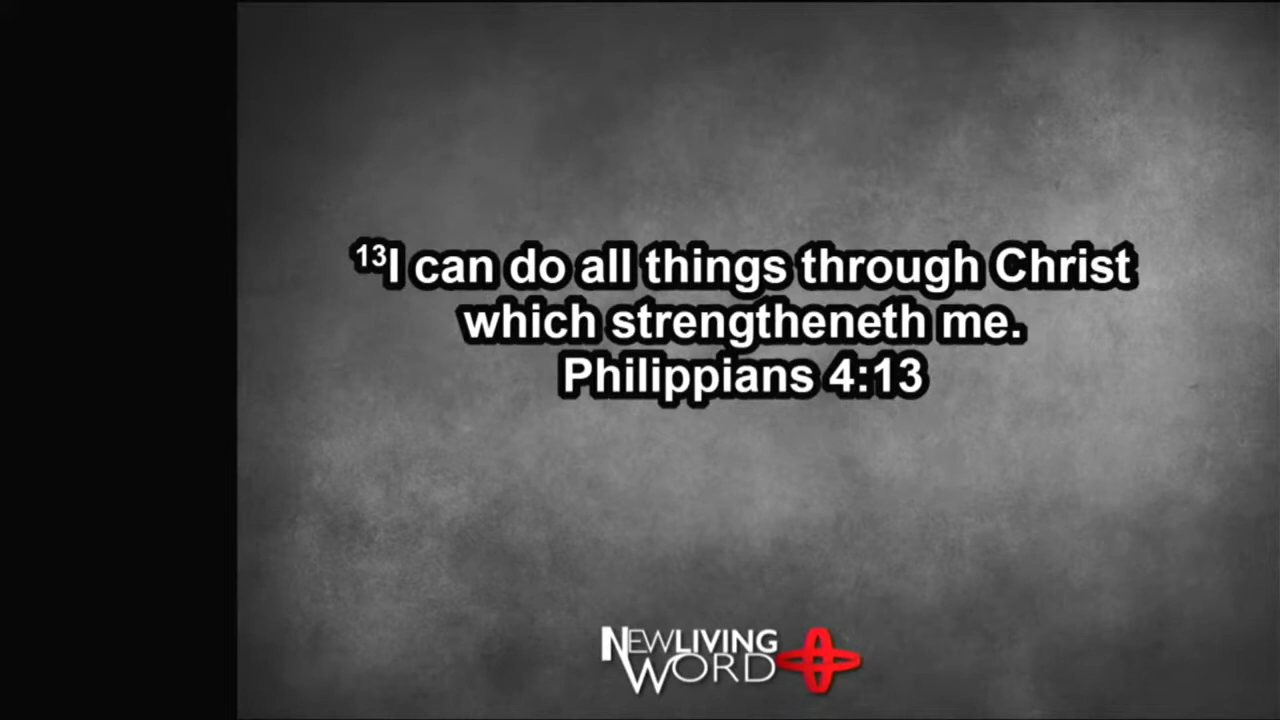 ¹³I can do all things through Christ
which strengtheneth me.
Philippians 4:13
NEWLIVING
WORD